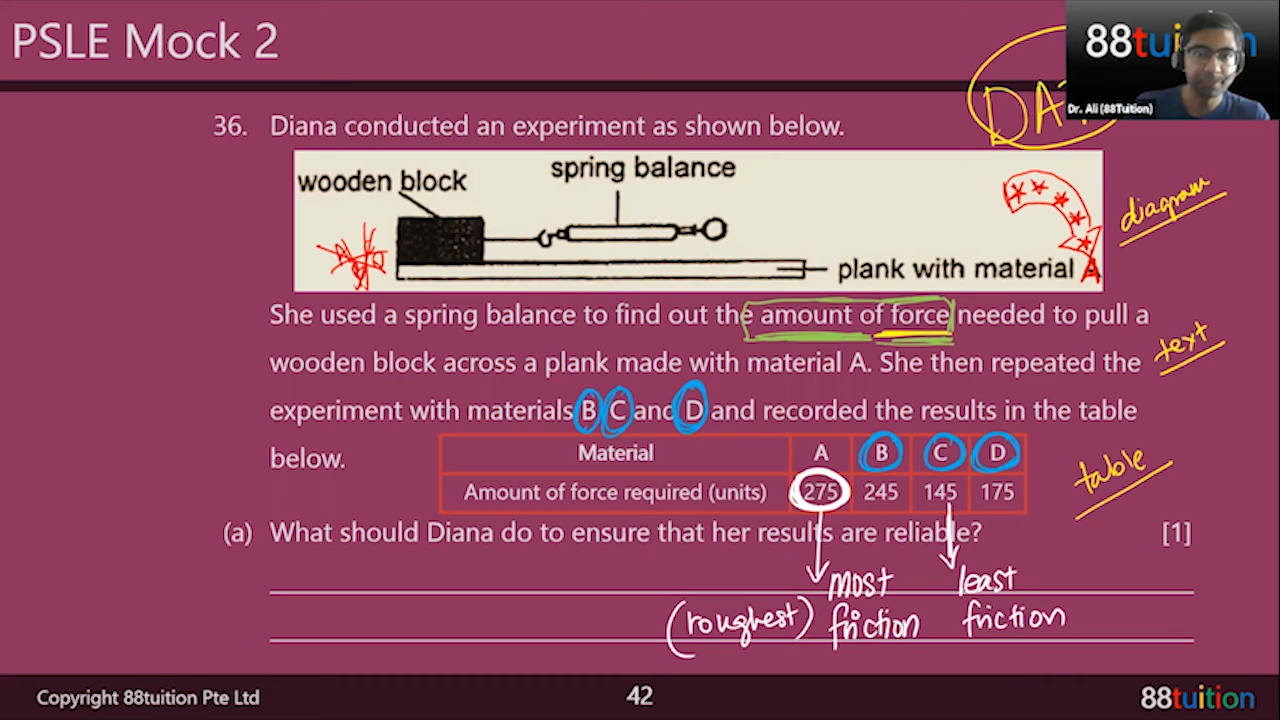 PSLE Mock 2
88tuition
Dr. Ali (88Tuition)
36. Diana conducted an experiment as shown below.
wooden block
spring balance
plank with material A
diagram
She used a spring balance to find out the amount of force needed to pull a
wooden block across a plank made with material A. She then repeated the
text
experiment with materials B C and D and recorded the results in the table
below.
Material A B C D
Amount of force required (units) 275 245 145 175
table
(a) What should Diana do to ensure that her results are reliable? [1]
(roughest) most friction
least friction
Copyright 88tuition Pte Ltd
42
88tuition